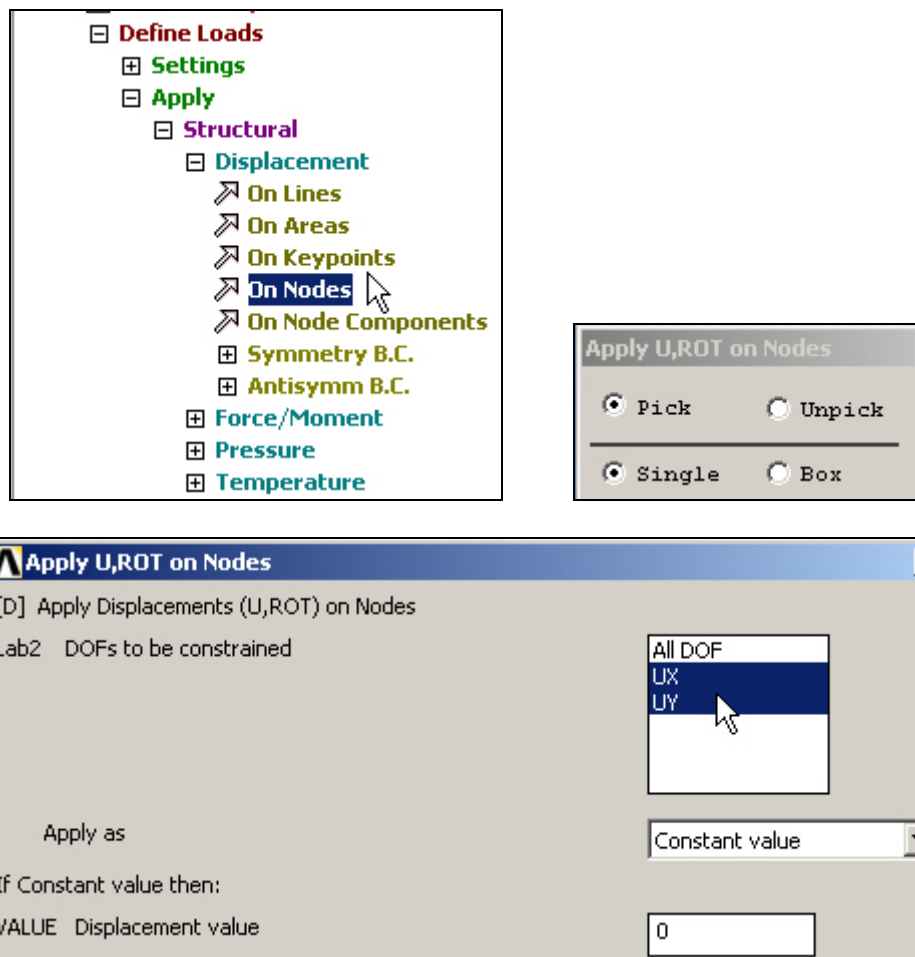 Define Loads
Settings
Apply
Structural
Displacement
On Lines
On Areas
On Keypoints
On Nodes
On Node Components
Symmetry B.C.
Antisymm B.C.
Force/Moment
Pressure
Temperature
Apply U,ROT on Nodes
Pick Unpick
Single Box
Apply U,ROT on Nodes
[D] Apply Displacements (U,ROT) on Nodes
Lab2 DOFs to be constrained
All DOF
UX
UY
Apply as Constant value
If Constant value then:
VALUE Displacement value 0